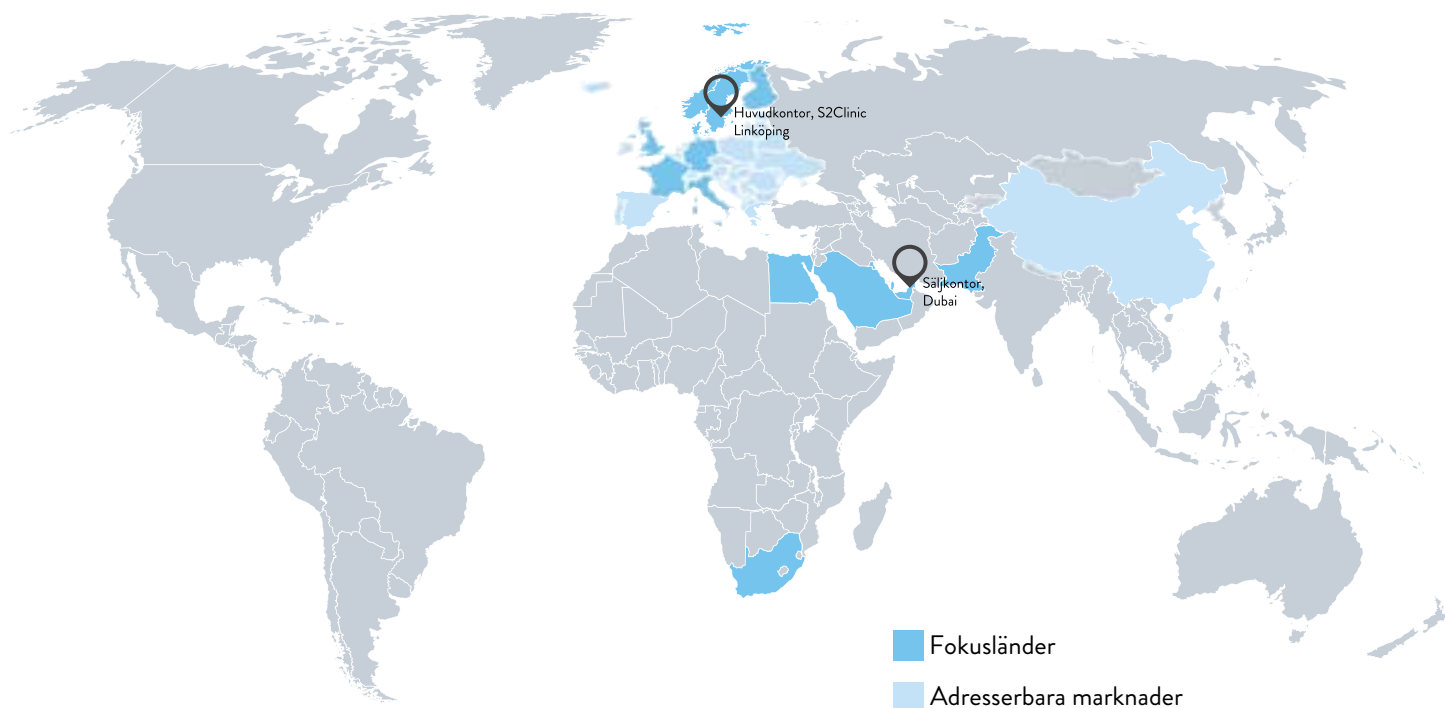 Huvudkontor, S2Clinic
Linköping
Säljkontor,
Dubai
Fokusländer
Adresserbara marknader